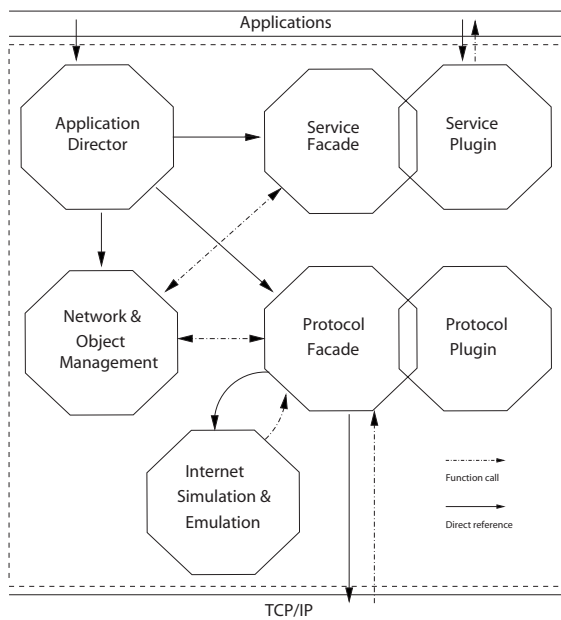 Applications
Application
Director
Service
Facade
Service
Plugin
Network &
Object
Management
Protocol
Facade
Protocol
Plugin
Internet
Simulation &
Emulation
Function call
Direct reference
TCP/IP